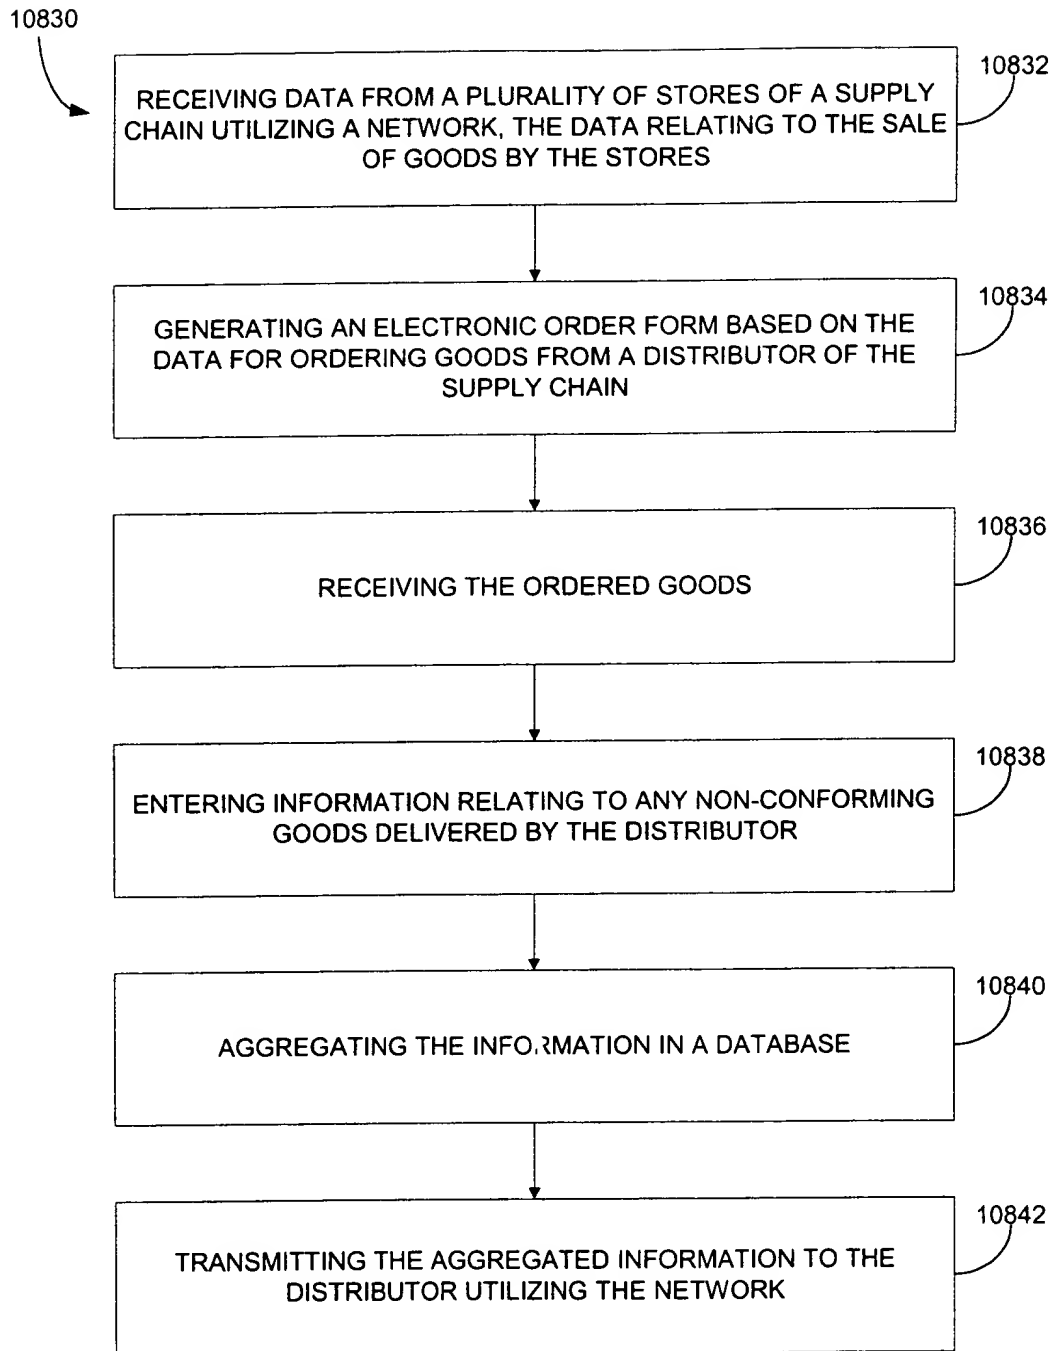 10830
10832
RECEIVING DATA FROM A PLURALITY OF STORES OF A SUPPLY
CHAIN UTILIZING A NETWORK, THE DATA RELATING TO THE SALE
OF GOODS BY THE STORES
10834
GENERATING AN ELECTRONIC ORDER FORM BASED ON THE
DATA FOR ORDERING GOODS FROM A DISTRIBUTOR OF THE
SUPPLY CHAIN
10836
RECEIVING THE ORDERED GOODS
10838
ENTERING INFORMATION RELATING TO ANY NON-CONFORMING
GOODS DELIVERED BY THE DISTRIBUTOR
10840
AGGREGATING THE INFORMATION IN A DATABASE
10842
TRANSMITTING THE AGGREGATED INFORMATION TO THE
DISTRIBUTOR UTILIZING THE NETWORK